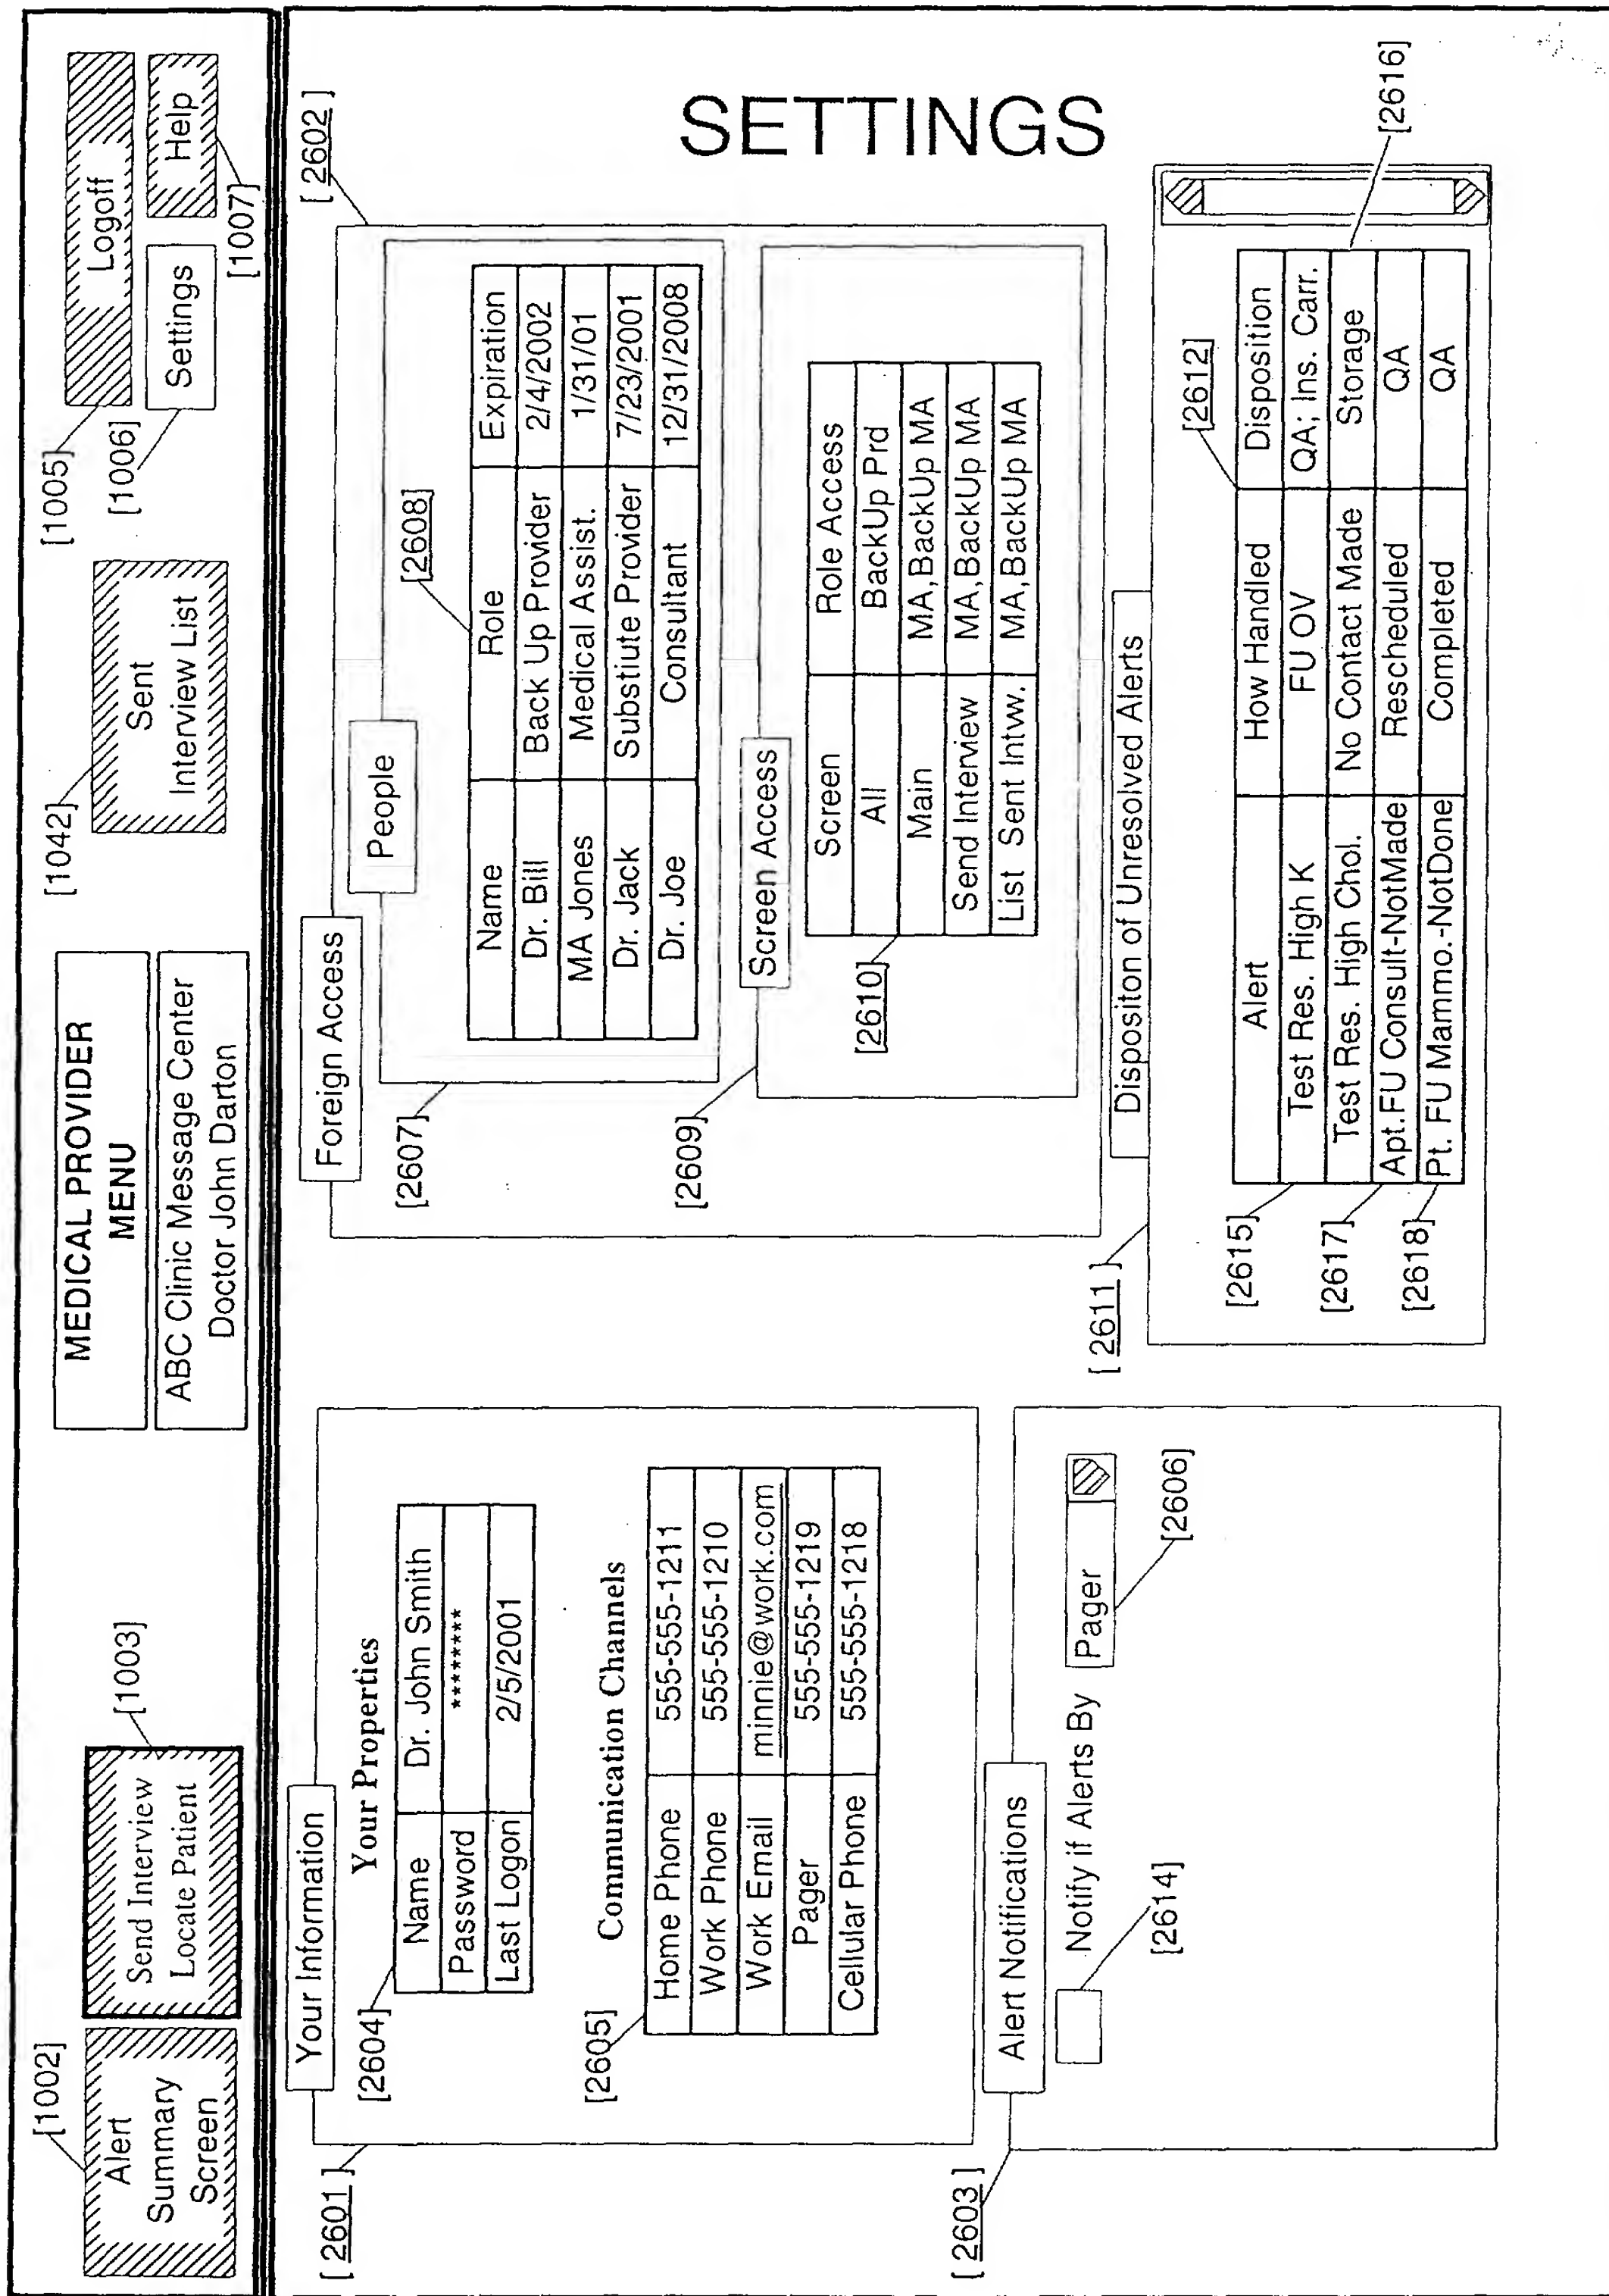 [1002]
[1003]
[1042]
[1005]
[1006]
[1007]
Alert
Summary
Screen
Send Interview
Locate Patient
MEDICAL PROVIDER
MENU
ABC Clinic Message Center
Doctor John Darton
Sent
Interview List
Logoff
Settings
Help
[2601]
Your Information
[2604]
Your Properties
Name Dr. John Smith
Password ********
Last Logon 2/5/2001
[2605]
Communication Channels
Home Phone 555-555-1211
Work Phone 555-555-1210
Work Email minnie@work.com
Pager 555-555-1219
Cellular Phone 555-555-1218
[2603]
Alert Notifications
Notify if Alerts By Pager
[2614]
[2606]
[2602]
Foreign Access
People
[2607]
[2608]
Name Role Expiration
Dr. Bill Back Up Provider 2/4/2002
MA Jones Medical Assist. 1/31/01
Dr. Jack Substitute Provider 7/23/2001
Dr. Joe Consultant 12/31/2008
[2609]
Screen Access
[2610]
Screen Role Access
All BackUp Prd
Main MA,BackUp MA
Send Interview MA,BackUp MA
List Sent Intvw. MA,BackUp MA
[2611]
Dispositon of Unresolved Alerts
[2612]
Alert How Handled Disposition
[2615] Test Res. High K FU OV QA; Ins. Carr.
Test Res. High Chol. No Contact Made Storage [2616]
[2617] Apt.FU Consult-NotMade Rescheduled QA
[2618] Pt. FU Mammo.-NotDone Completed QA
SETTINGS